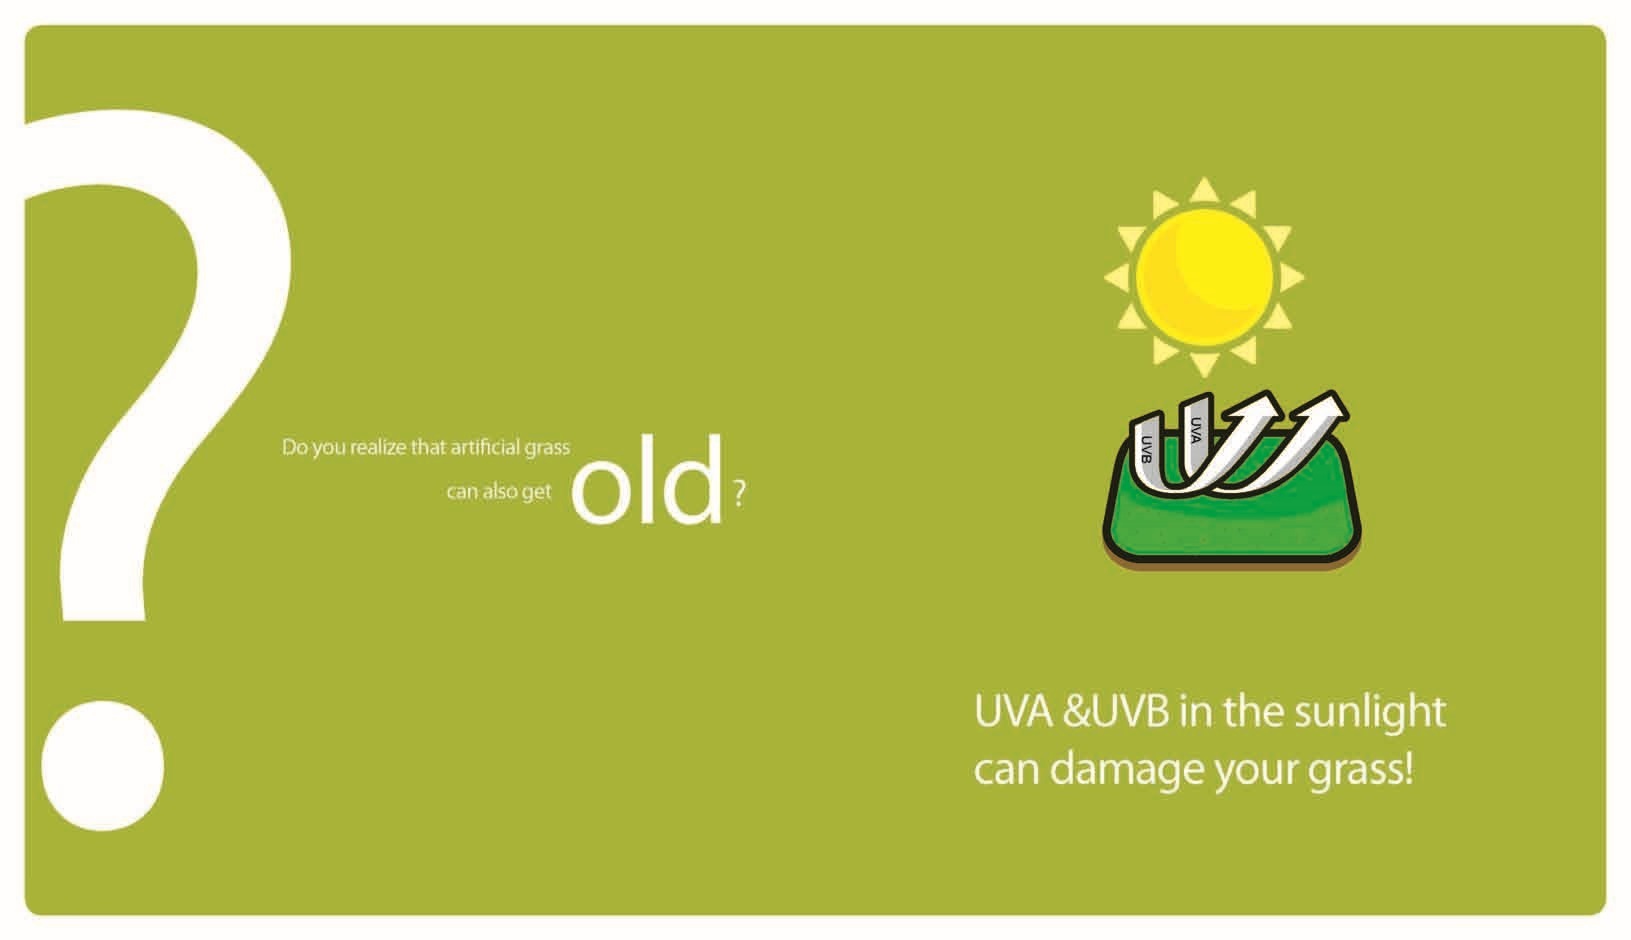 ?
Do you realize that artificial grass
can also get old ?
UVB
UVA
UVA &UVB in the sunlight
can damage your grass!